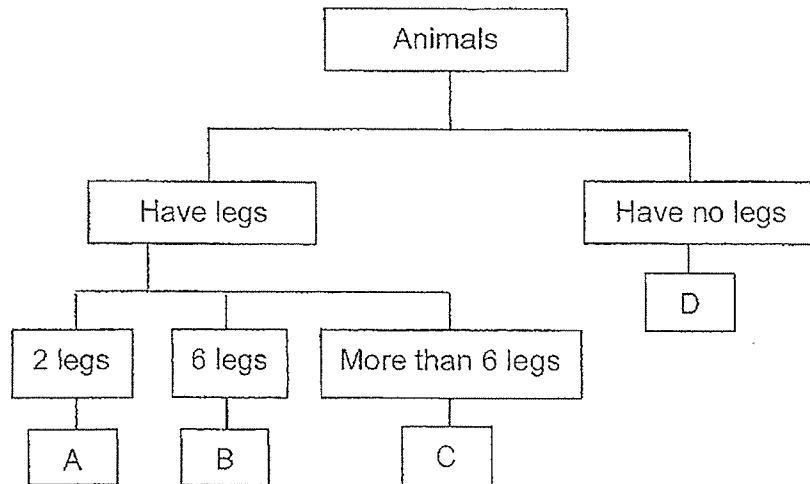 Animals
Have legs
Have no legs
D
2 legs
6 legs
More than 6 legs
A
B
C